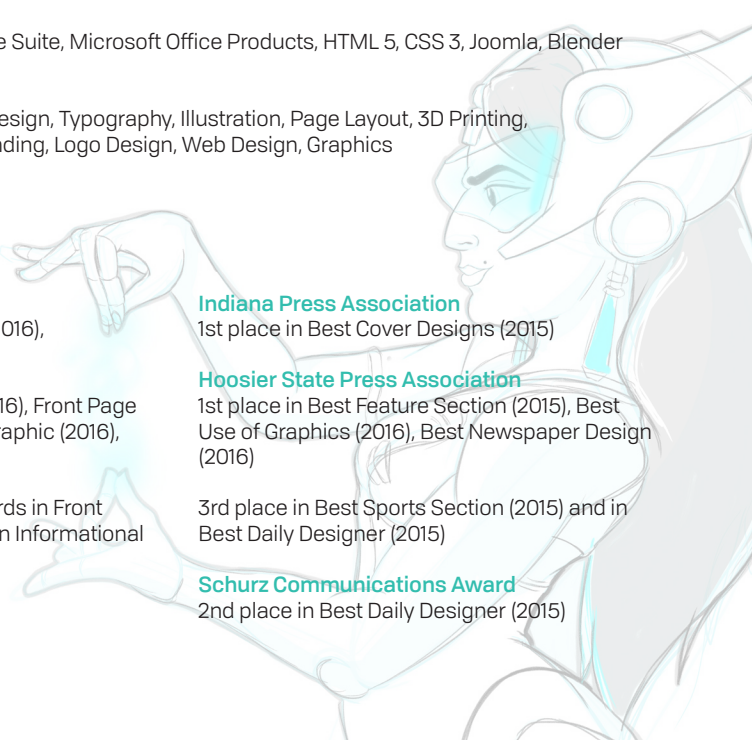 e Suite, Microsoft Office Products, HTML 5, CSS 3, Joomla, Blender
esign, Typography, Illustration, Page Layout, 3D Printing,
nding, Logo Design, Web Design, Graphics
016),
16), Front Page
raphic (2016),
rds in Front
n Informational
Indiana Press Association
1st place in Best Cover Designs (2015)
Hoosier State Press Association
1st place in Best Feature Section (2015), Best
Use of Graphics (2016), Best Newspaper Design
(2016)
3rd place in Best Sports Section (2015) and in
Best Daily Designer (2015)
Schurz Communications Award
2nd place in Best Daily Designer (2015)